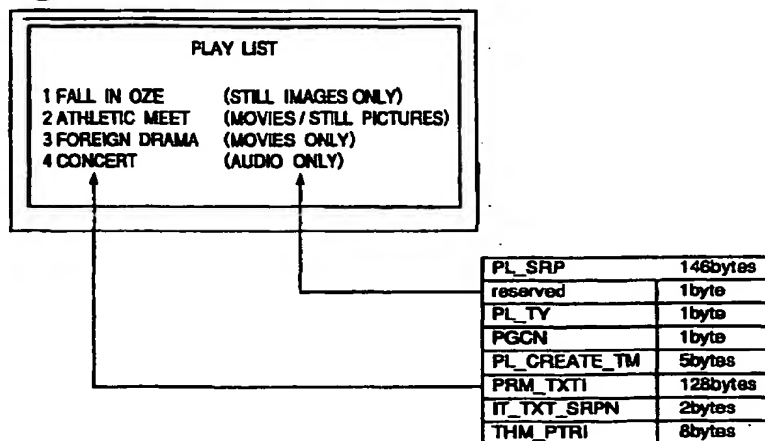 PLAY LIST
1 FALL IN OZE (STILL IMAGES ONLY)
2 ATHLETIC MEET (MOVIES / STILL PICTURES)
3 FOREIGN DRAMA (MOVIES ONLY)
4 CONCERT (AUDIO ONLY)
PL_SRP 146bytes
reserved 1byte
PL_TY 1byte
PGCN 1byte
PL_CREATE_TM 5bytes
PRM_TXTI 128bytes
IT_TXT_SRPN 2bytes
THM_PTRI 8bytes